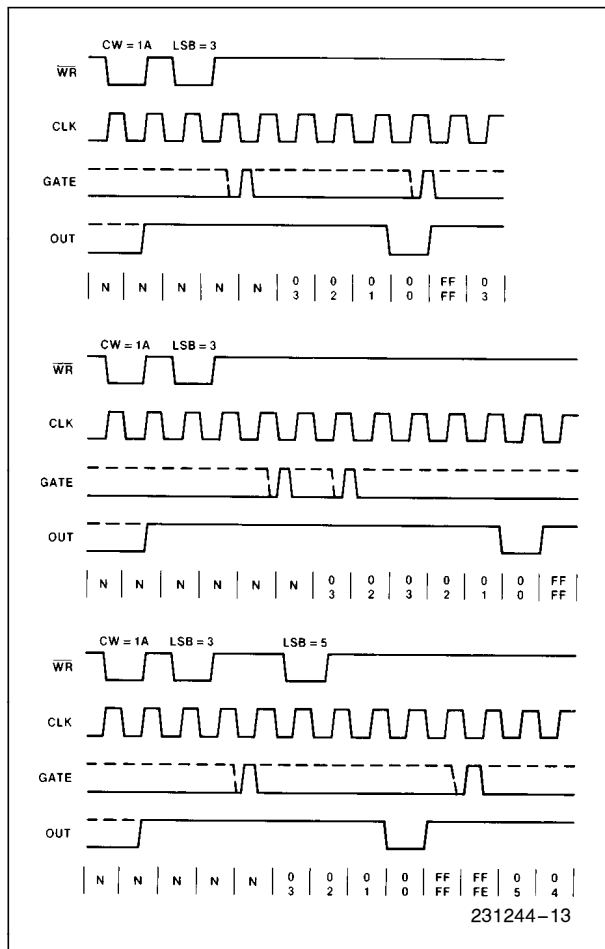 CW = 1A LSB = 3
WR
CLK
GATE
OUT
N N N N N 0 3 0 2 0 1 0 0 FF FF 0 3
CW = 1A LSB = 3
WR
CLK
GATE
OUT
N N N N N N 0 3 0 2 0 3 0 2 0 1 0 0 FF FF
CW = 1A LSB = 3 LSB = 5
WR
CLK
GATE
OUT
N N N N N 0 3 0 2 0 1 0 0 FF FF FF FE 0 5 0 4
231244–13